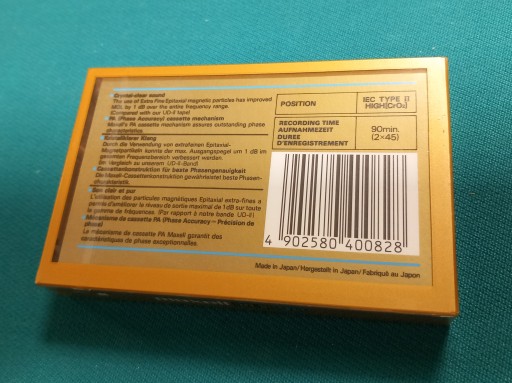 Crystal-clear sound
The use of Extra Fine Epitaxial magnetic particles has improved
MOL by 1 dB over the entire frequency range.
(Compared with our UD-II tape)
PA (Phase Accuracy) cassette mechanism
Maxell's PA cassette mechanism assures outstanding phase
characteristics.
Kristallklarer Klang
Durch die Verwendung von extrafeinen Epitaxial-
Magnetpartikeln konnte der max. Ausgangspegel um 1 dB im
gesamten Frequenzbereich verbessert werden.
(Im Vergleich zu unserem UD-II-Band)
Cassettenkonstruktion für beste Phasengenauigkeit
Die Maxell-Cassettenkonstruktion gewährleistet beste Phasen-
charakteristik.
Son clair et pur
L'utilisation des particules magnétiques Epitaxial extra-fines a
permis d'améliorer le niveau de sortie maximal de 1dB sur toute
la gamme de fréquences. (Par rapport à notre bande UD-II)
Mécanisme de cassette PA (Phase Accuracy – Précision de
phase)
Le mécanisme de cassette PA Maxell garantit des
caractéristiques de phase exceptionnelles.
POSITION
IEC TYPE II
HIGH[CrO₂]
RECORDING TIME
AUFNAHMEZEIT
DUREE
D'ENREGISTREMENT
90min.
(2×45)
4 902580 400828
Made in Japan/Hergestellt in Japan/Fabriqué au Japon